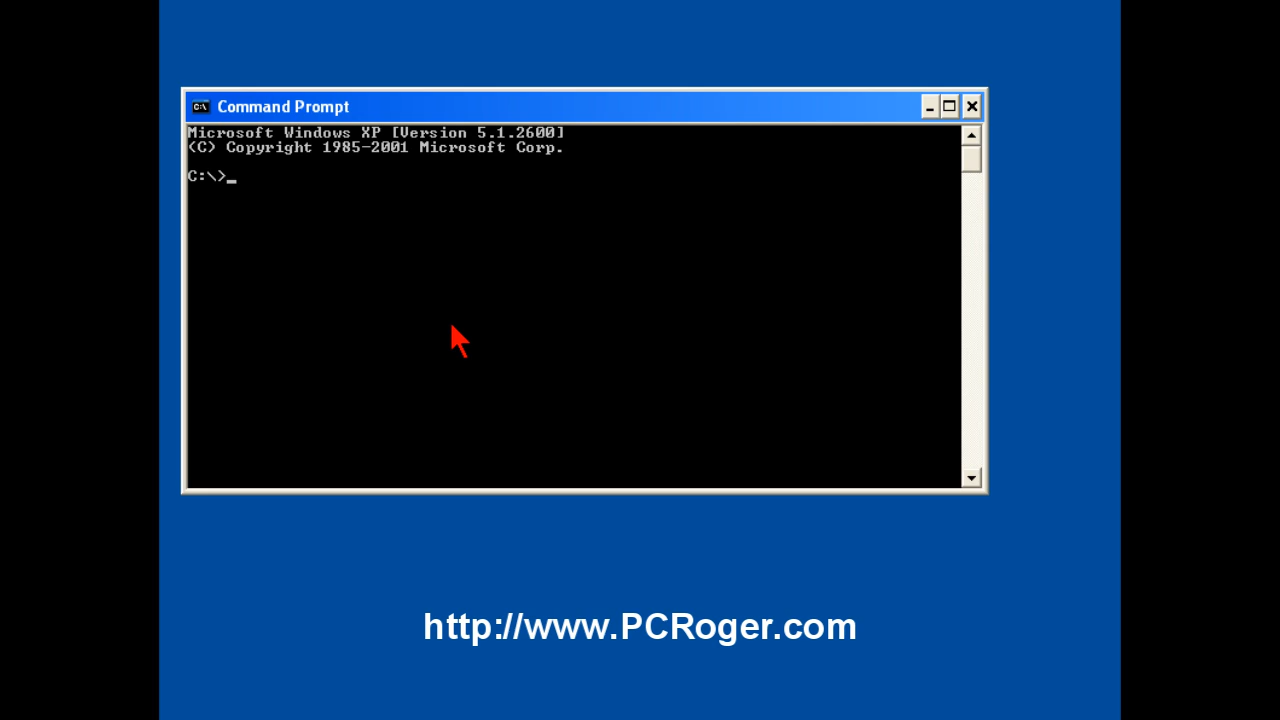 C:\ Command Prompt
Microsoft Windows XP [Version 5.1.2600]
(C) Copyright 1985-2001 Microsoft Corp.
C:\>_
http://www.PCRoger.com